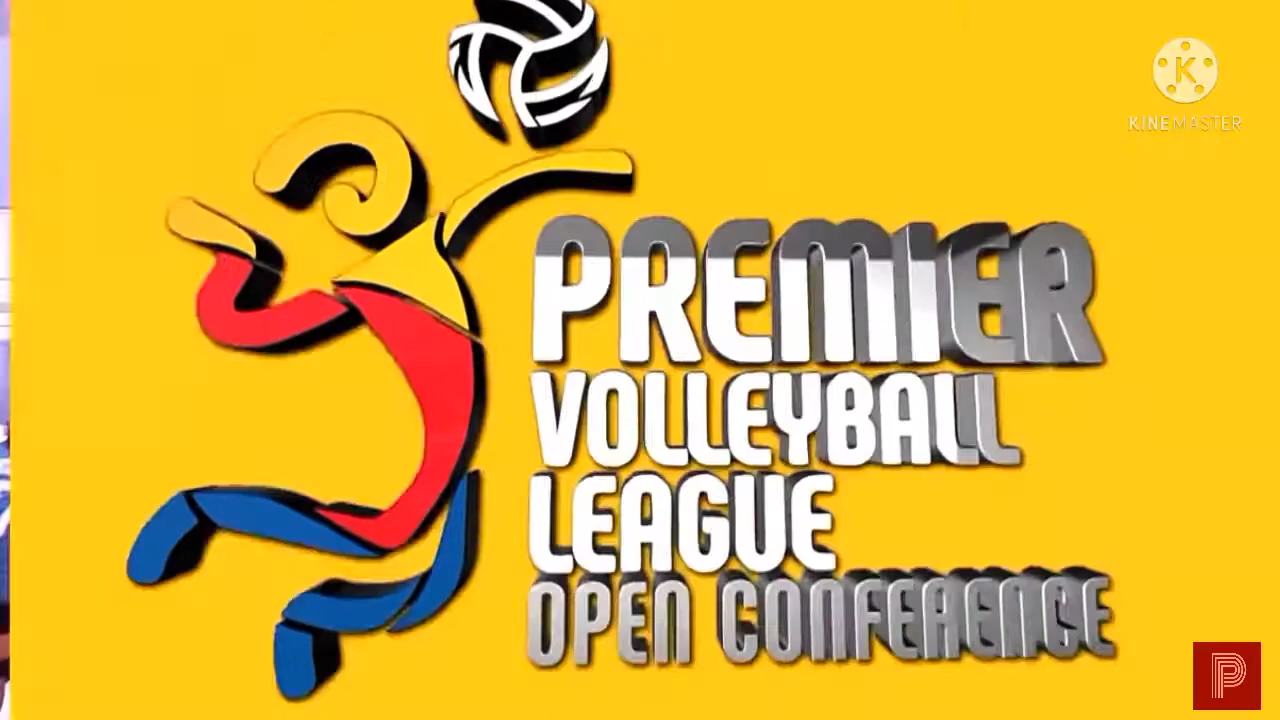 K
KINEMASTER
PREMIER
VOLLEYBALL
LEAGUE
OPEN CONFERENCE
P